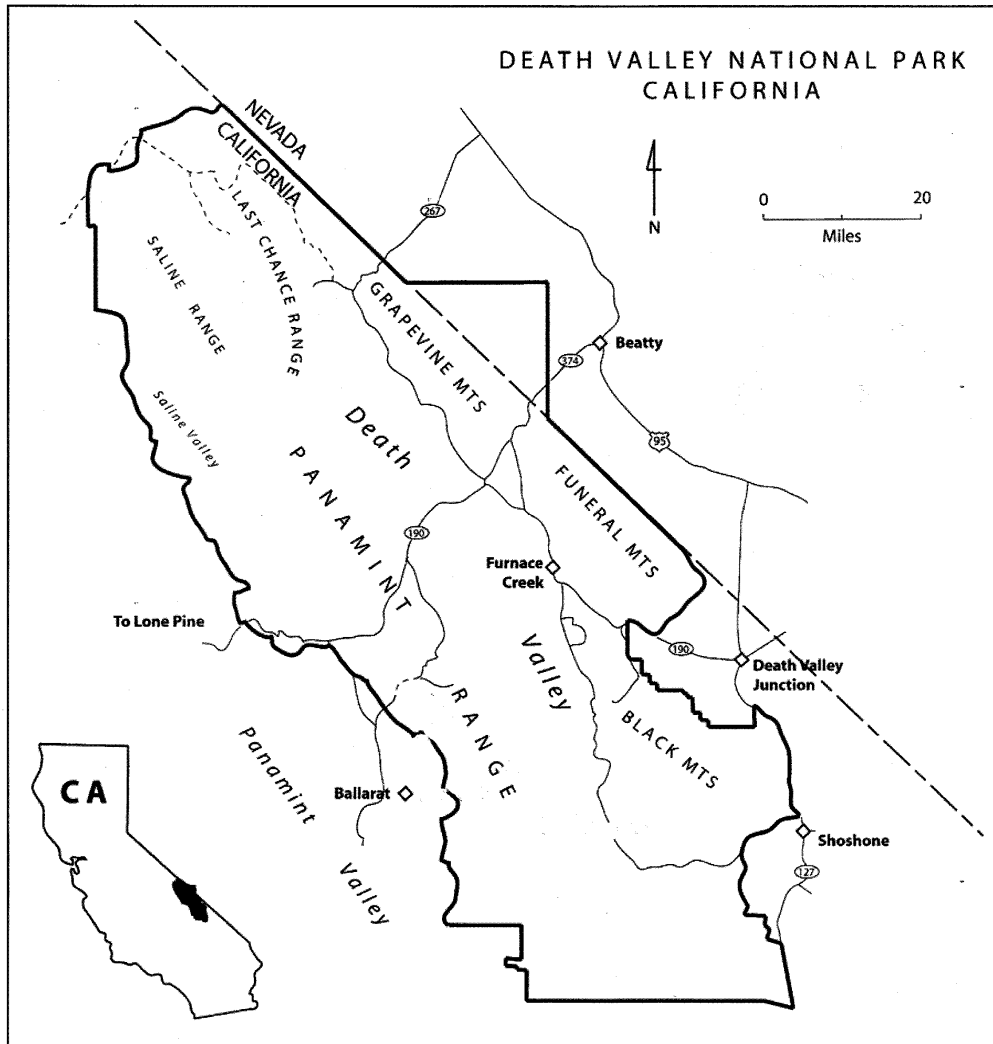 DEATH VALLEY NATIONAL PARK
CALIFORNIA
NEVADA
CALIFORNIA
N
0 20
Miles
267
LAST CHANCE RANGE
SALINE RANGE
GRAPEVINE MTS
Beatty
374
95
Saline Valley
Death
PANAMINT
FUNERAL MTS
190
Furnace
Creek
To Lone Pine
Valley
190
Death Valley
Junction
RANGE
BLACK MTS
Panamint
Ballarat
CA
Shoshone
Valley
127